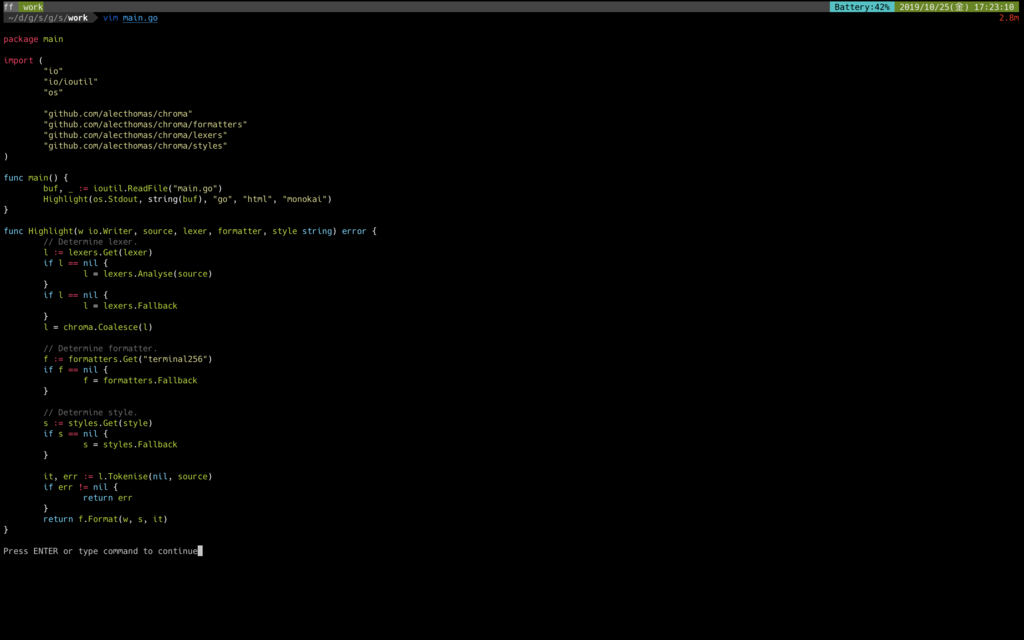 ff work Battery:42% 2019/10/25(金) 17:23:10
~/d/g/s/g/s/work vim main.go 2.8m
package main
import (
"io"
"io/ioutil"
"os"
"github.com/alecthomas/chroma"
"github.com/alecthomas/chroma/formatters"
"github.com/alecthomas/chroma/lexers"
"github.com/alecthomas/chroma/styles"
)
func main() {
buf, _ := ioutil.ReadFile("main.go")
Highlight(os.Stdout, string(buf), "go", "html", "monokai")
}
func Highlight(w io.Writer, source, lexer, formatter, style string) error {
// Determine lexer.
l := lexers.Get(lexer)
if l == nil {
l = lexers.Analyse(source)
}
if l == nil {
l = lexers.Fallback
}
l = chroma.Coalesce(l)
// Determine formatter.
f := formatters.Get("terminal256")
if f == nil {
f = formatters.Fallback
}
// Determine style.
s := styles.Get(style)
if s == nil {
s = styles.Fallback
}
it, err := l.Tokenise(nil, source)
if err != nil {
return err
}
return f.Format(w, s, it)
}
Press ENTER or type command to continue